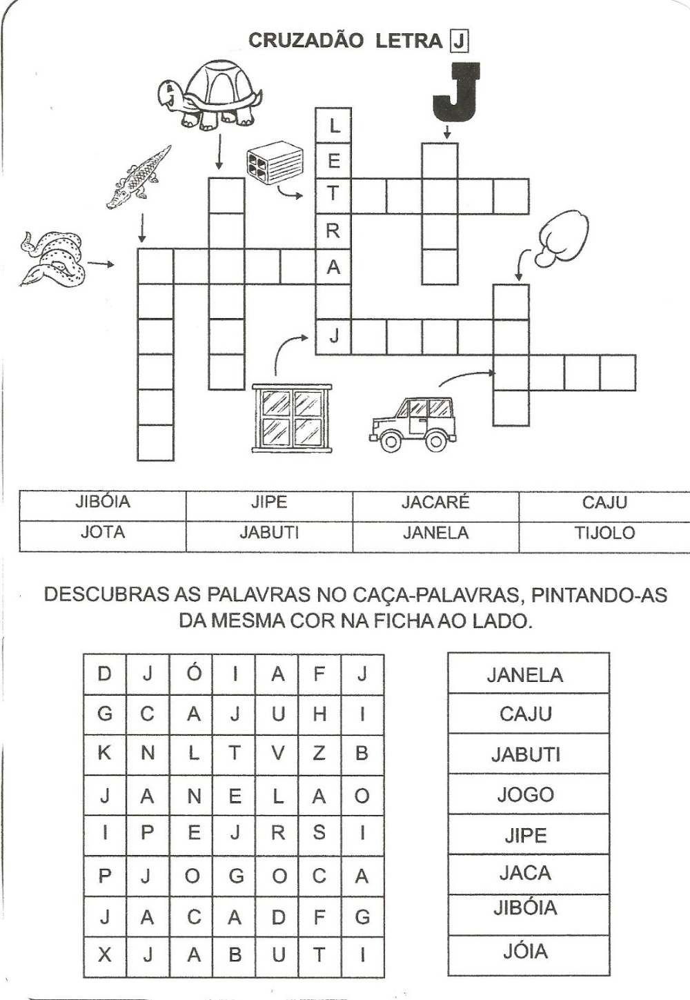 CRUZADÃO LETRA J
J
L
E
T
R
A
J
JIBÓIA JIPE JACARÉ CAJU
JOTA JABUTI JANELA TIJOLO
DESCUBRAS AS PALAVRAS NO CAÇA-PALAVRAS, PINTANDO-AS
DA MESMA COR NA FICHA AO LADO.
D J Ó I A F J
G C A J U H I
K N L T V Z B
J A N E L A O
I P E J R S I
P J O G O C A
J A C A D F G
X J A B U T I
JANELA
CAJU
JABUTI
JOGO
JIPE
JACA
JIBÓIA
JÓIA